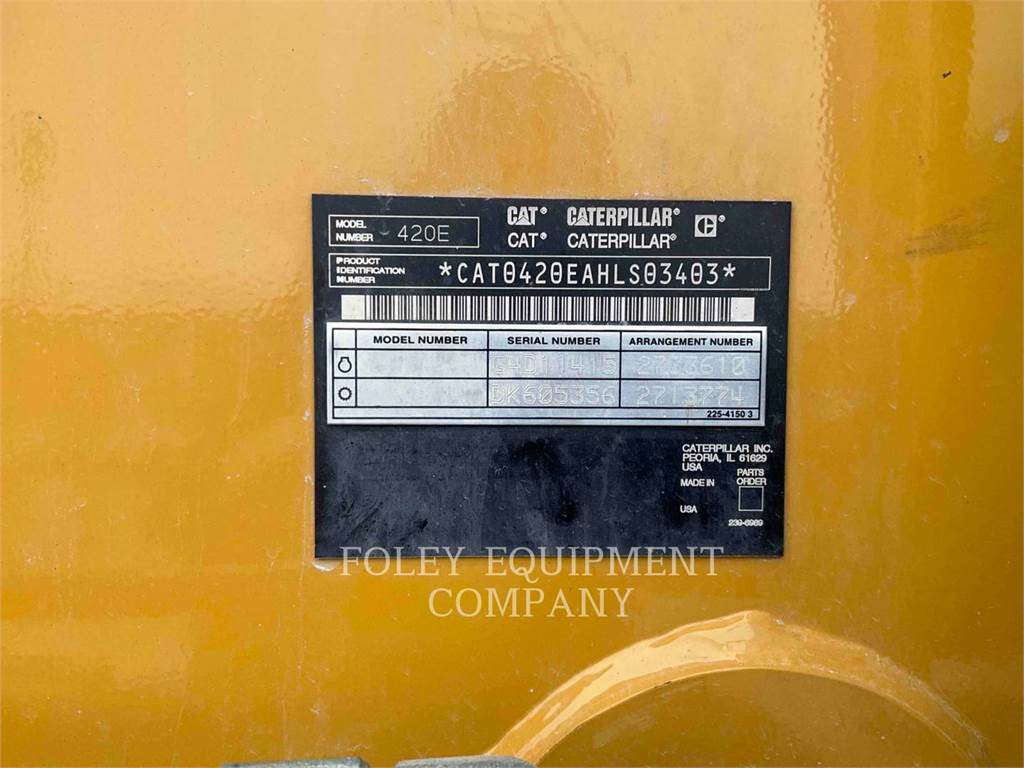 MODEL NUMBER 420E
CAT® CATERPILLAR®
CAT® CATERPILLAR®
PRODUCT IDENTIFICATION NUMBER *CAT0420EAHLS03403*
MODEL NUMBER SERIAL NUMBER ARRANGEMENT NUMBER
G4D11415 2733610
DK605356 2713774
225-4150 3
CATERPILLAR INC.
PEORIA, IL 61629
USA
MADE IN
USA
PARTS
ORDER
239-6989
FOLEY EQUIPMENT
COMPANY